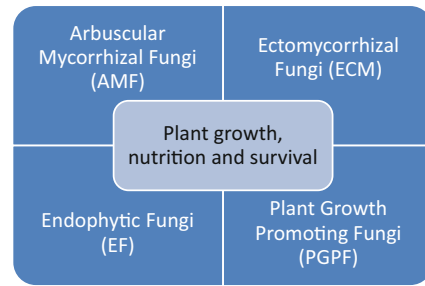 Arbuscular
Mycorrhizal Fungi
(AMF)
Ectomycorrhizal
Fungi (ECM)
Plant growth,
nutrition and survival
Endophytic Fungi
(EF)
Plant Growth
Promoting Fungi
(PGPF)